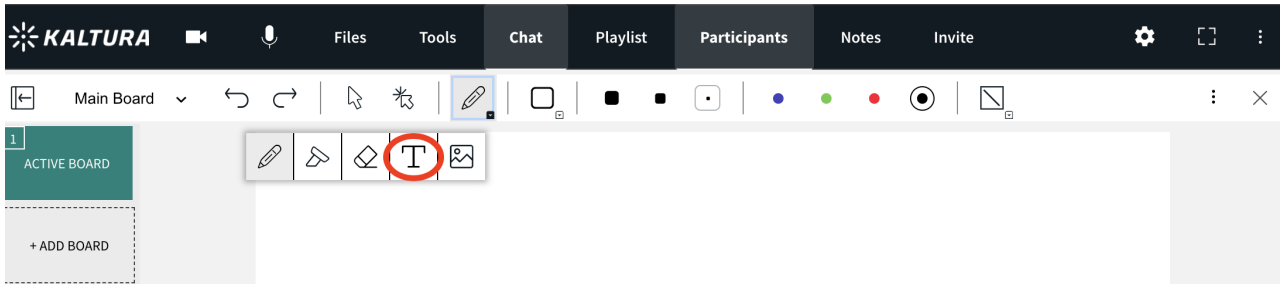 KALTURA Files Tools Chat Playlist Participants Notes Invite
Main Board
1
ACTIVE BOARD
T
+ ADD BOARD